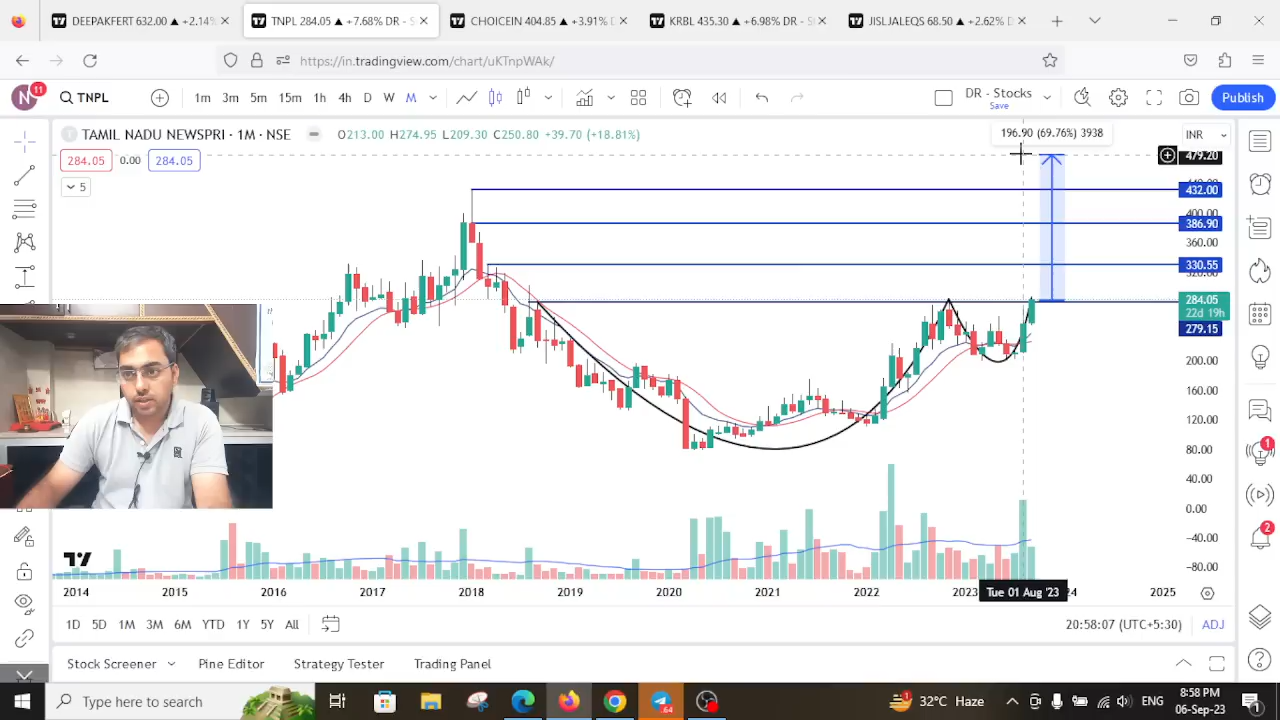 DEEPAKFERT 632.00 ▲ +2.14%
TNPL 284.05 ▲ +7.68% DR - S
CHOICEIN 404.85 ▲ +3.91% D
KRBL 435.30 ▲ +6.98% DR - S
JISLJALEQS 68.50 ▲ +2.62% D
https://in.tradingview.com/chart/uKTnpWAk/
N 11
TNPL
1m 3m 5m 15m 1h 4h D W M
DR - Stocks
Save
Publish
TAMIL NADU NEWSPRI · 1M · NSE
O213.00 H274.95 L209.30 C250.80 +39.70 (+18.81%)
196.90 (69.76%) 3938
INR
284.05 0.00 284.05
5
479.20
432.00
400.00
386.90
360.00
330.55
284.05
22d 19h
279.15
200.00
160.00
120.00
80.00
40.00
0.00
−40.00
−80.00
2014 2015 2016 2017 2018 2019 2020 2021 2022 2023 Tue 01 Aug '23 2025
1D 5D 1M 3M 6M YTD 1Y 5Y All
20:58:07 (UTC+5:30) ADJ
Stock Screener Pine Editor Strategy Tester Trading Panel
1
2
Type here to search
64
1
32°C Haze
ENG
8:58 PM
06-Sep-23
1